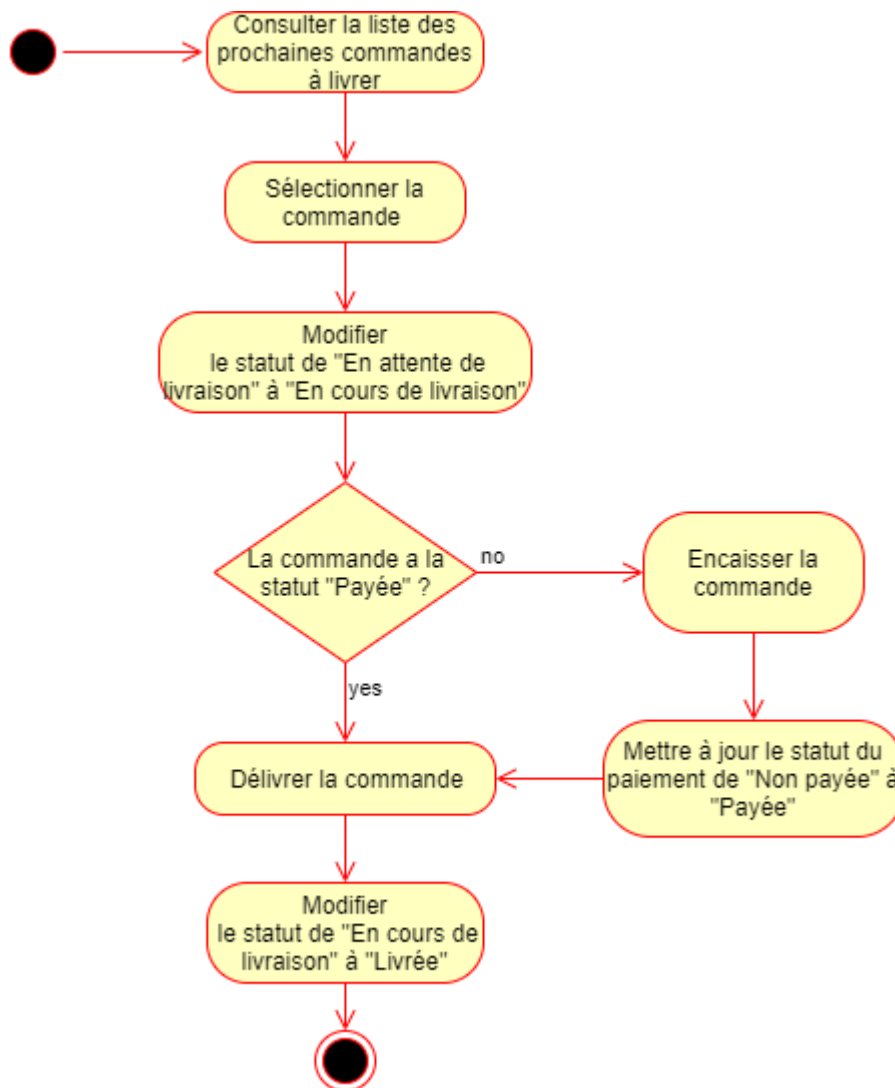 Consulter la liste des
prochaines commandes
à livrer
Sélectionner la
commande
Modifier
le statut de "En attente de
livraison" à "En cours de livraison"
La commande a la
statut "Payée" ?
no
Encaisser la
commande
yes
Délivrer la commande
Mettre à jour le statut du
paiement de "Non payée" à
"Payée"
Modifier
le statut de "En cours de
livraison" à "Livrée"